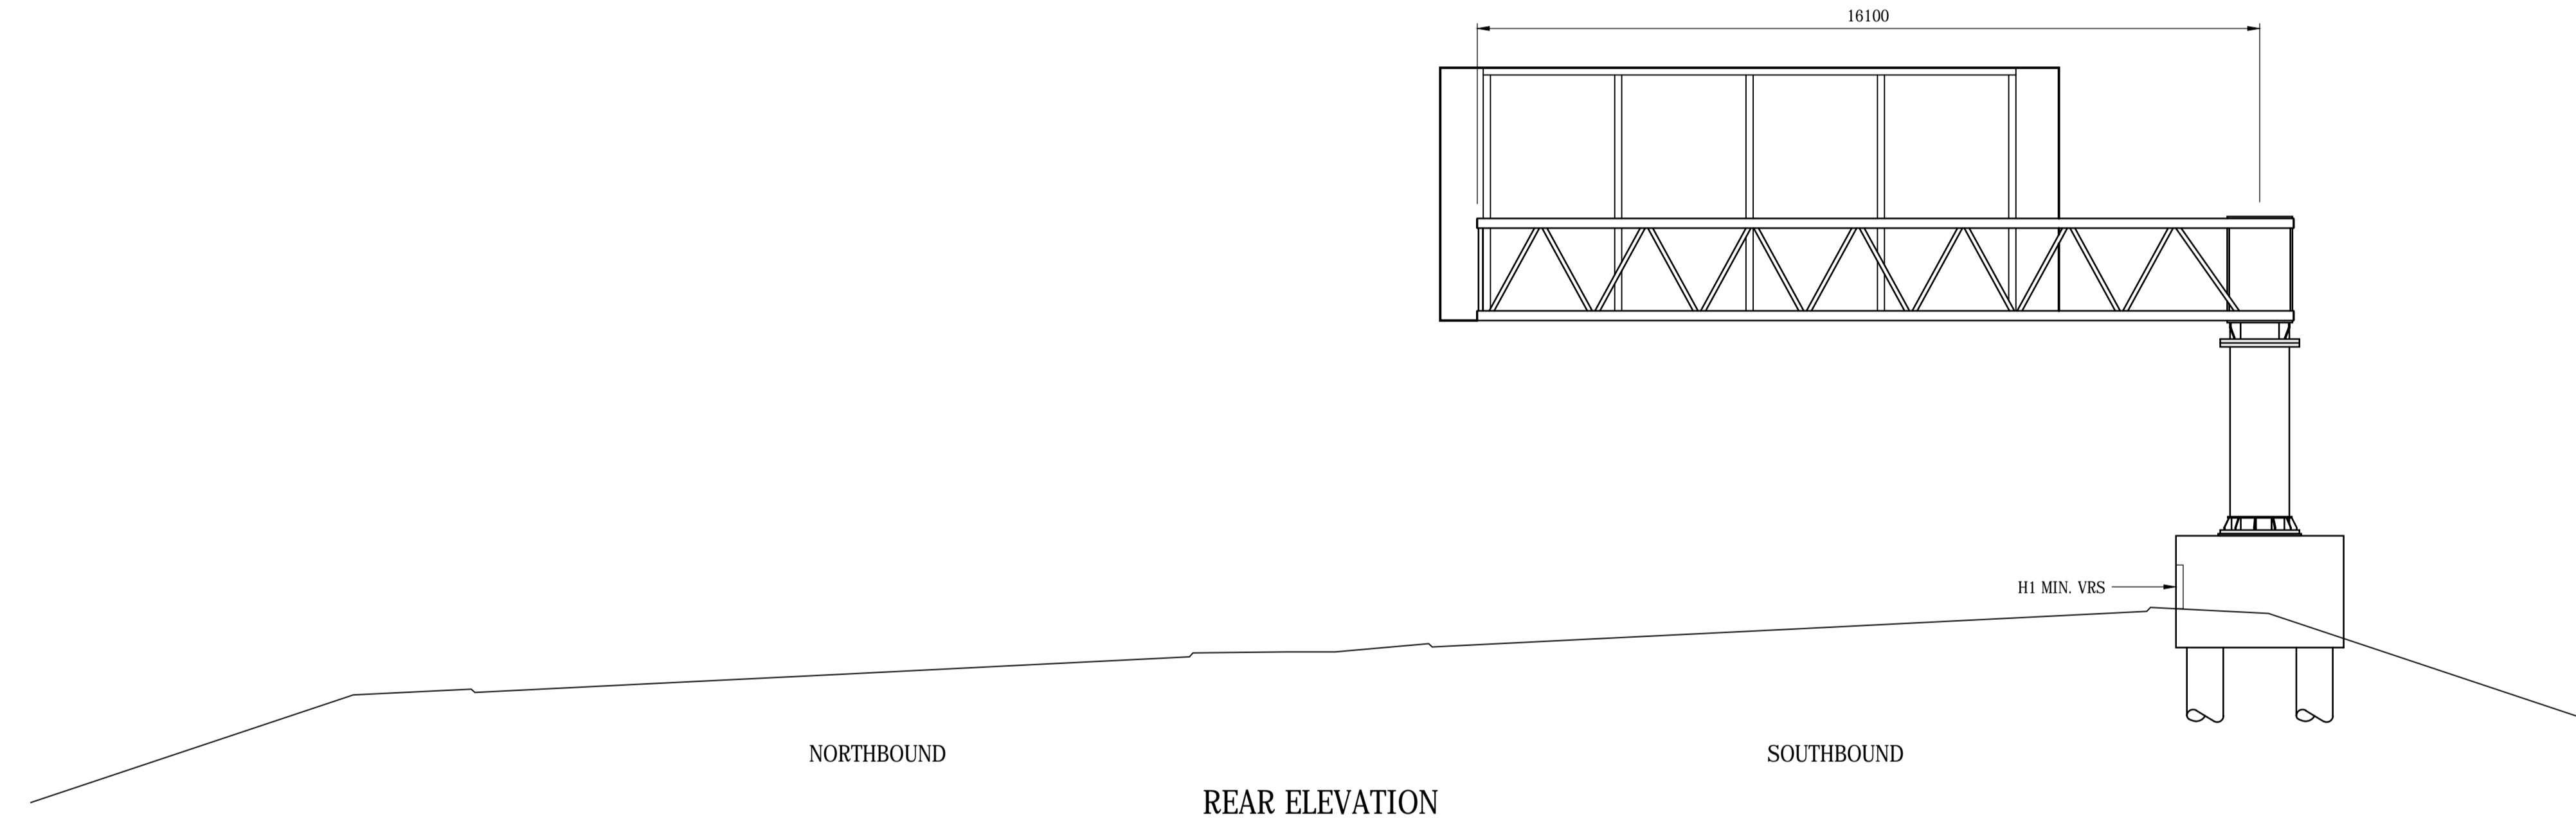 16100
H1 MIN. VRS
NORTHBOUND
SOUTHBOUND
REAR ELEVATION